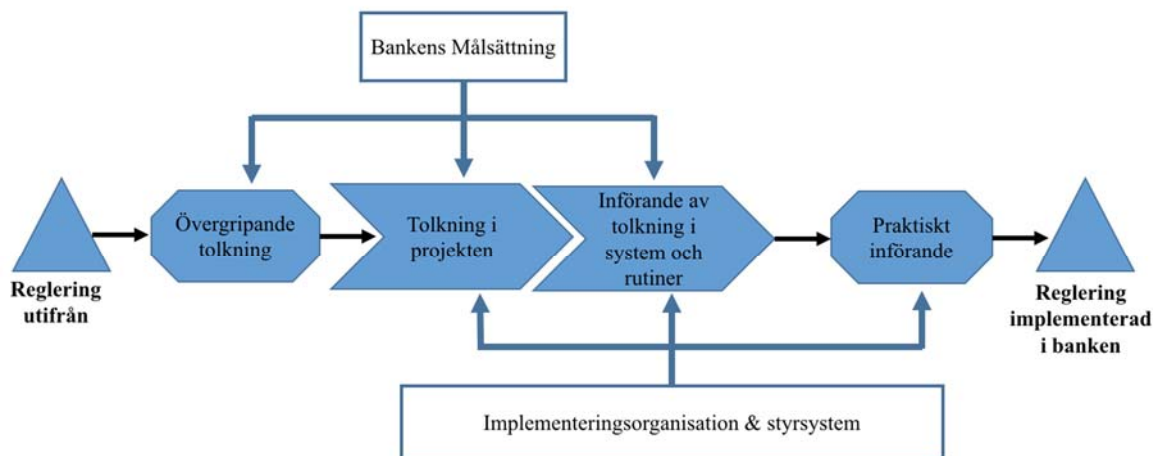 Bankens Målsättning
Övergripande
tolkning
Tolkning i
projekten
Införande av
tolkning i
system och
rutiner
Praktiskt
införande
Reglering
utifrån
Reglering
implementerad
i banken
Implementeringsorganisation & styrsystem